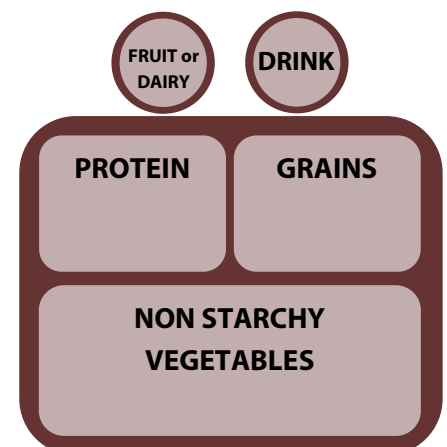 FRUIT or
DAIRY
DRINK
PROTEIN
GRAINS
NON STARCHY
VEGETABLES